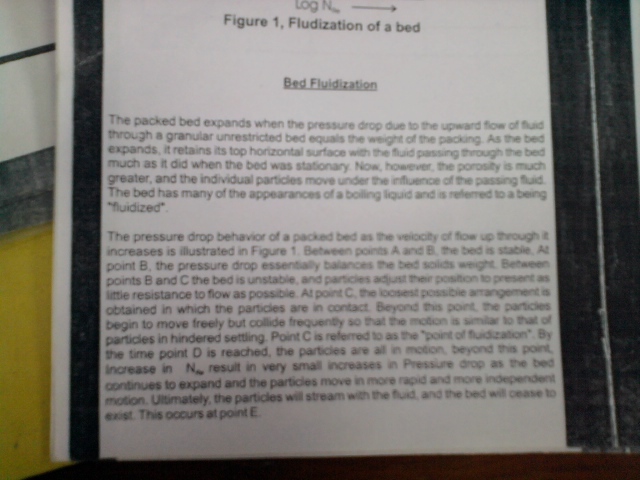 Log N_Re →
Figure 1, Fludization of a bed
Bed Fluidization
The packed bed expands when the pressure drop due to the upward flow of fluid
through a granular unrestricted bed equals the weight of the packing. As the bed
expands, it retains its top horizontal surface with the fluid passing through the bed
much as it did when the bed was stationary. Now, however, the porosity is much
greater, and the individual particles move under the influence of the passing fluid.
The bed has many of the appearances of a boiling liquid and is referred to a being
"fluidized".
The pressure drop behavior of a packed bed as the velocity of flow up through it
increases is illustrated in Figure 1. Between points A and B, the bed is stable. At
point B, the pressure drop essentially balances the bed solids weight. Between
points B and C the bed is unstable, and particles adjust their position to present as
little resistance to flow as possible. At point C, the loosest possible arrangement is
obtained in which the particles are in contact. Beyond this point, the particles
begin to move freely but collide frequently so that the motion is similar to that of
particles in hindered settling. Point C is referred to as the "point of fluidization". By
the time point D is reached, the particles are all in motion, beyond this point,
Increase in N_Re result in very small increases in Pressure drop as the bed
continues to expand and the particles move in more rapid and more independent
motion. Ultimately, the particles will stream with the fluid, and the bed will cease to
exist. This occurs at point E.